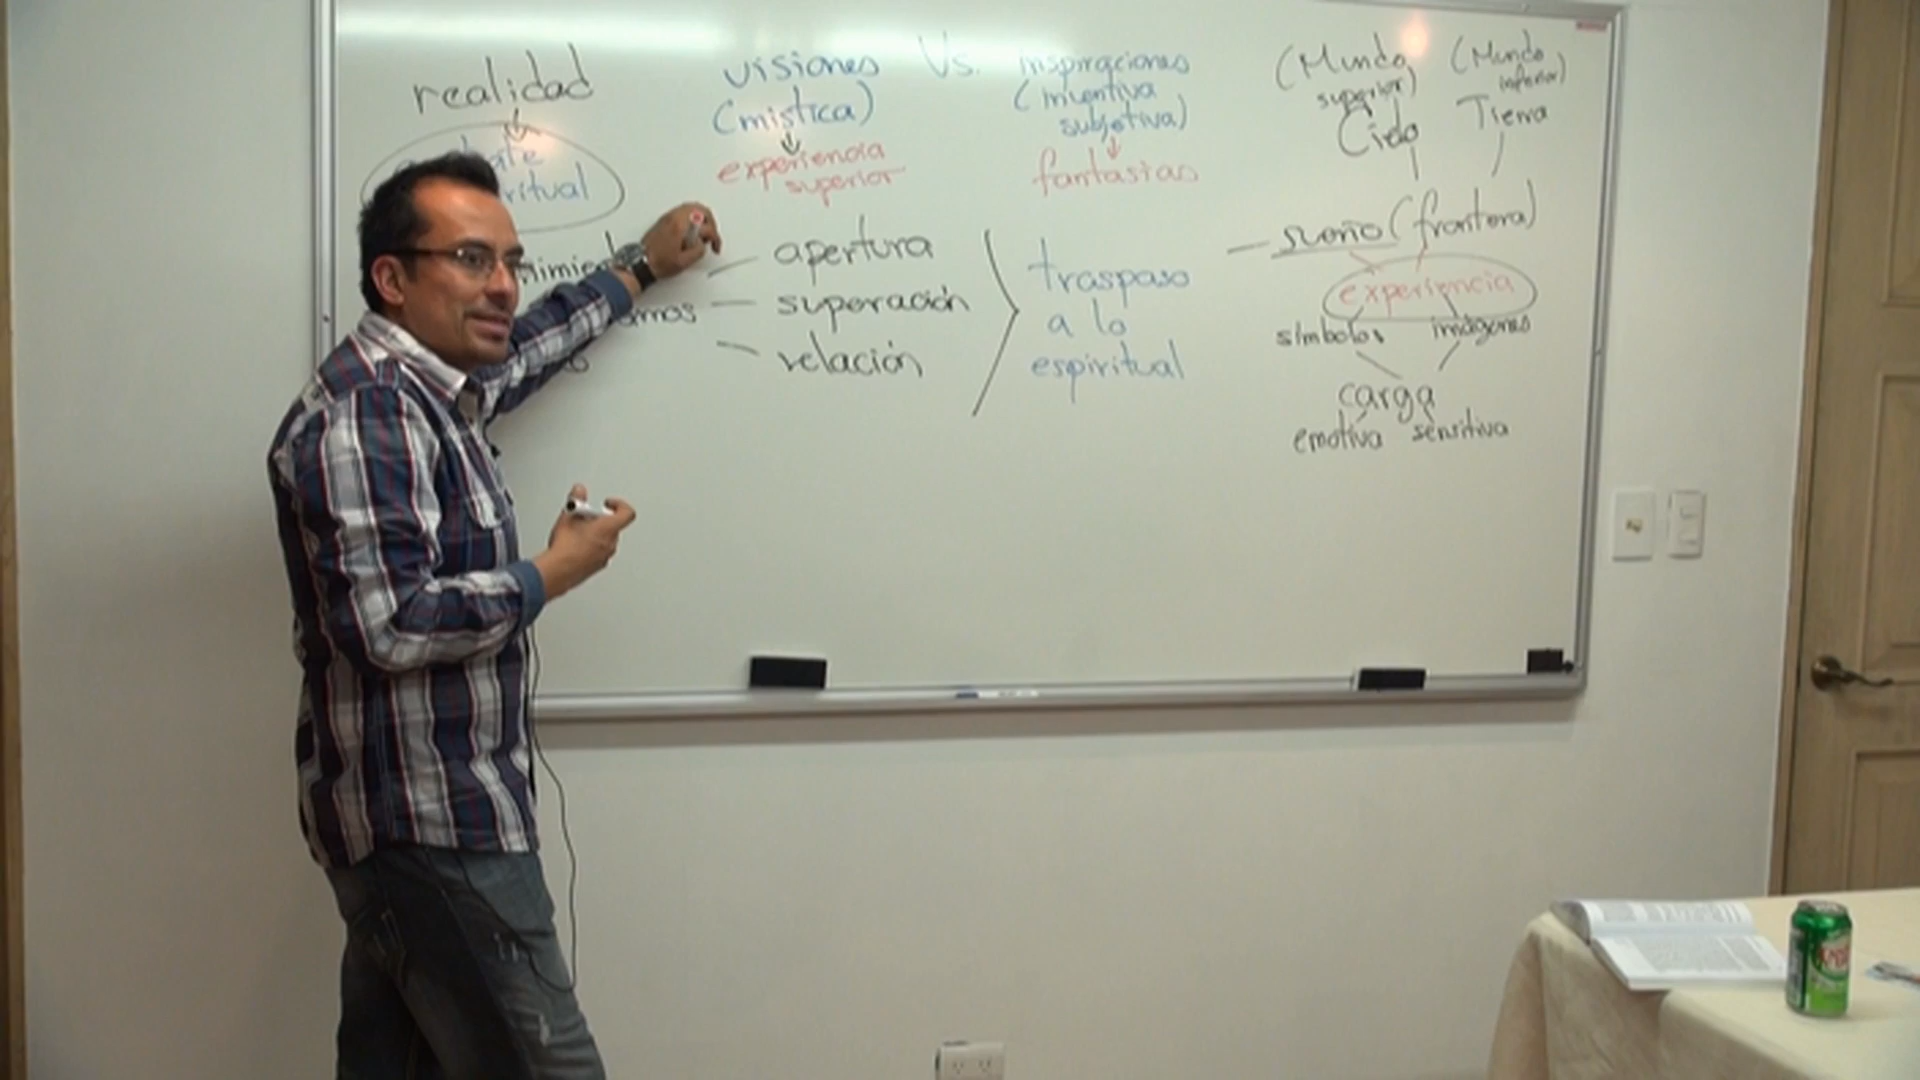 realidad
visiones Vs. inspiraciones
(mística) (inventiva
subjetiva)
experiencia
superior
fantasías
(Mundo
superior)
Cielo
(Mundo
inferior)
Tierra
apertura
superación
relación
traspaso
a lo
espiritual
sueño (frontera)
experiencia
símbolos imágenes
carga
emotiva sensitiva